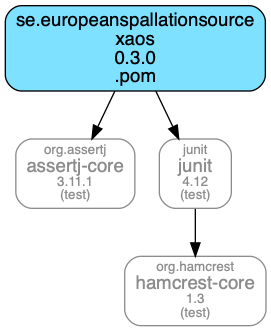 se.europeanspallationsource
xaos
0.3.0
.pom
org.assertj
assertj-core
3.11.1
(test)
junit
junit
4.12
(test)
org.hamcrest
hamcrest-core
1.3
(test)